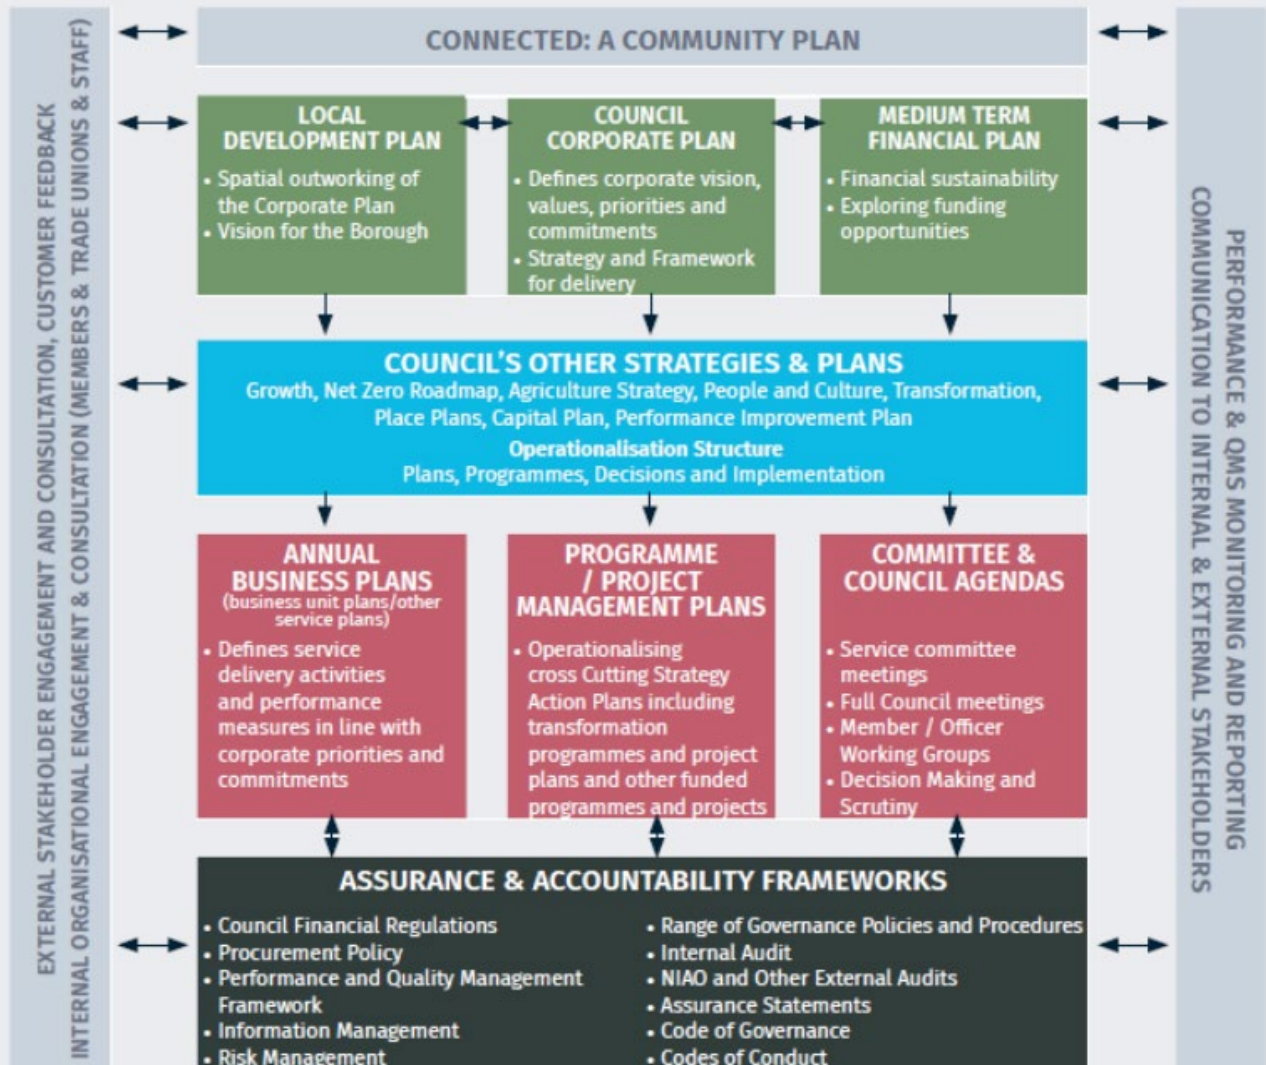 CONNECTED: A COMMUNITY PLAN
EXTERNAL STAKEHOLDER ENGAGEMENT AND CONSULTATION, CUSTOMER FEEDBACK
INTERNAL ORGANISATIONAL ENGAGEMENT & CONSULTATION (MEMBERS & TRADE UNIONS & STAFF)
LOCAL
DEVELOPMENT PLAN
• Spatial outworking of
the Corporate Plan
• Vision for the Borough
COUNCIL
CORPORATE PLAN
• Defines corporate vision,
values, priorities and
commitments
• Strategy and Framework
for delivery
MEDIUM TERM
FINANCIAL PLAN
• Financial sustainability
• Exploring funding
opportunities
COUNCIL'S OTHER STRATEGIES & PLANS
Growth, Net Zero Roadmap, Agriculture Strategy, People and Culture, Transformation,
Place Plans, Capital Plan, Performance Improvement Plan
Operationalisation Structure
Plans, Programmes, Decisions and Implementation
ANNUAL
BUSINESS PLANS
(business unit plans/other
service plans)
• Defines service
delivery activities
and performance
measures in line with
corporate priorities and
commitments
PROGRAMME
/ PROJECT
MANAGEMENT PLANS
• Operationalising
cross Cutting Strategy
Action Plans including
transformation
programmes and project
plans and other funded
programmes and projects
COMMITTEE &
COUNCIL AGENDAS
• Service committee
meetings
• Full Council meetings
• Member / Officer
Working Groups
• Decision Making and
Scrutiny
ASSURANCE & ACCOUNTABILITY FRAMEWORKS
• Council Financial Regulations
• Procurement Policy
• Performance and Quality Management
Framework
• Information Management
• Risk Management
• Range of Governance Policies and Procedures
• Internal Audit
• NIAO and Other External Audits
• Assurance Statements
• Code of Governance
• Codes of Conduct
PERFORMANCE & QMS MONITORING AND REPORTING
COMMUNICATION TO INTERNAL & EXTERNAL STAKEHOLDERS